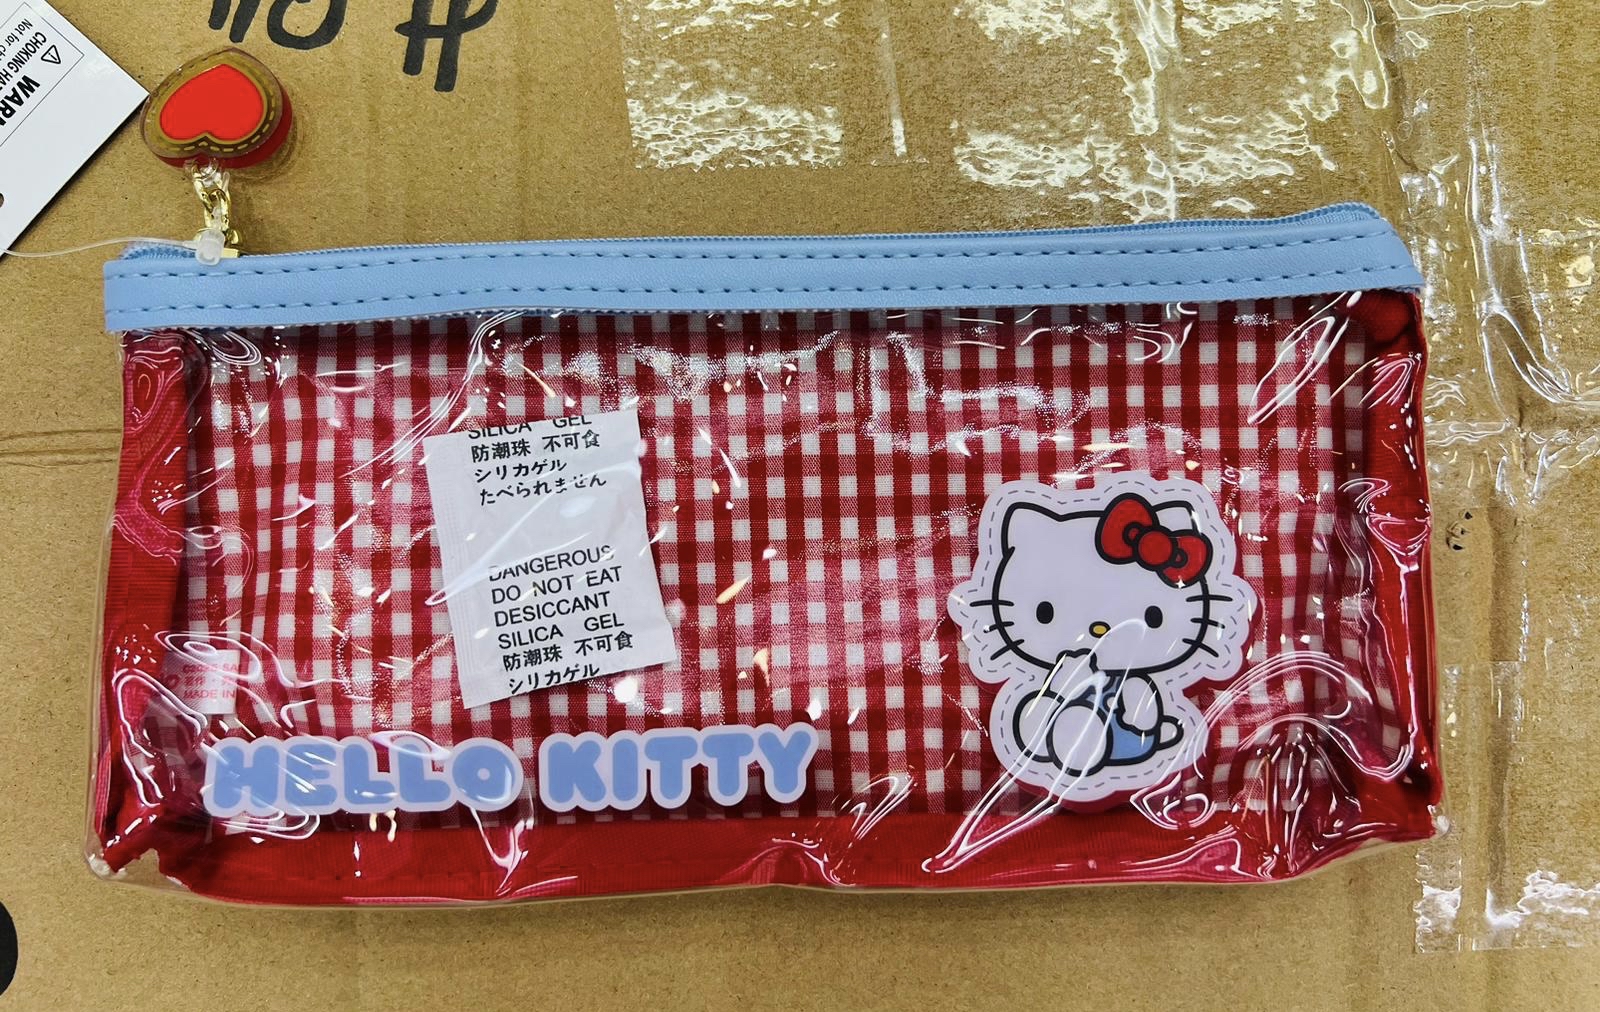 WAR
CHOKING HA
Not for ch
SILICA GEL
防潮珠 不可食
シリカゲル
たべられません
DANGEROUS
DO NOT EAT
DESICCANT
SILICA GEL
防潮珠 不可食
シリカゲル
MADE IN
HELLO KITTY